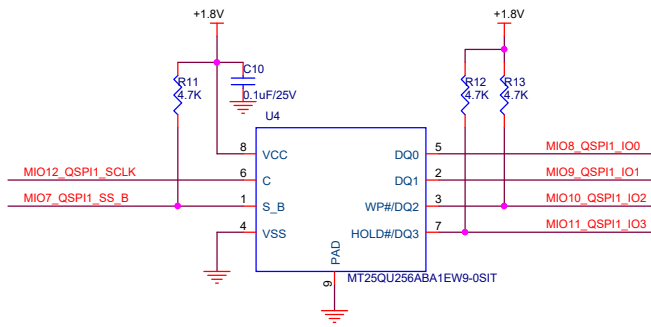 +1.8V
+1.8V
C10
R11
4.7K
0.1uF/25V
R12
4.7K
R13
4.7K
U4
8 VCC DQ0 5 MIO8_QSPI1_IO0
MIO12_QSPI1_SCLK 6 C DQ1 2 MIO9_QSPI1_IO1
MIO7_QSPI1_SS_B 1 S_B WP#/DQ2 3 MIO10_QSPI1_IO2
4 VSS HOLD#/DQ3 7 MIO11_QSPI1_IO3
PAD
9
MT25QU256ABA1EW9-0SIT